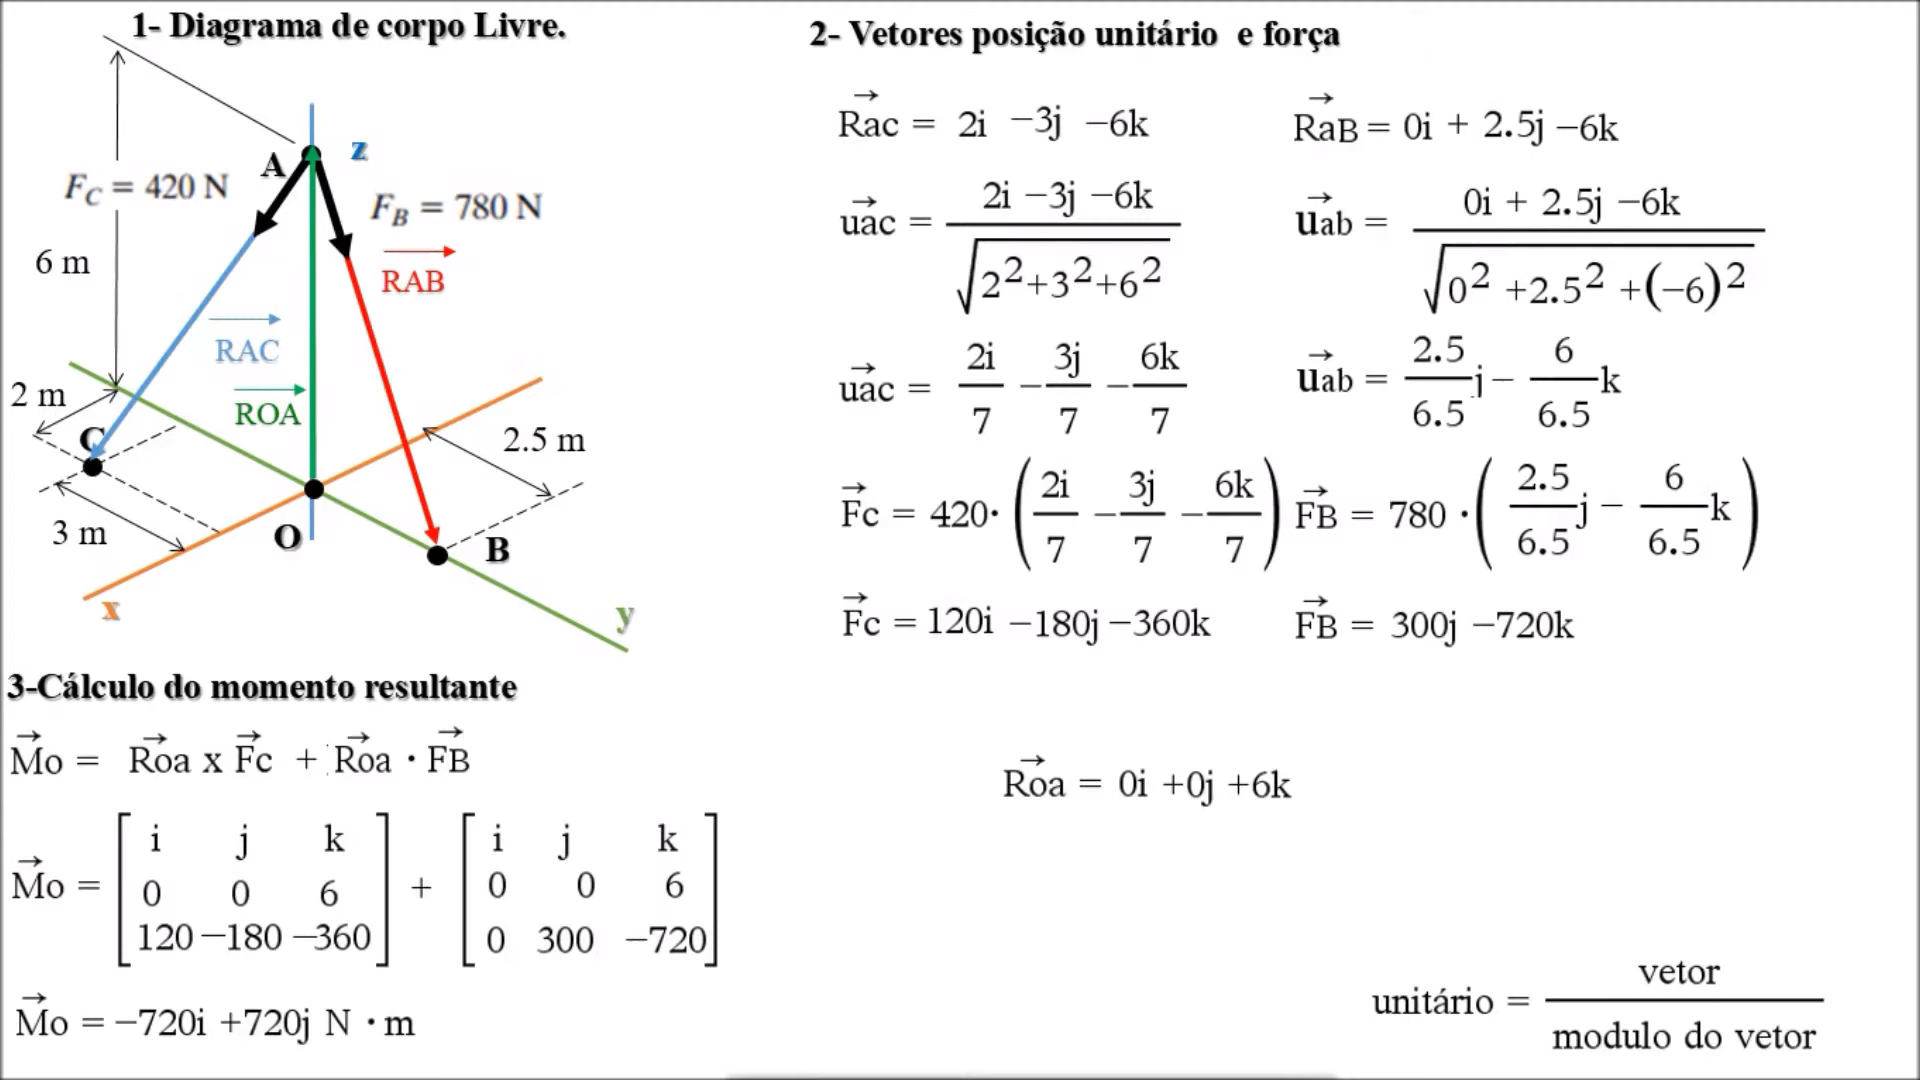 1- Diagrama de corpo Livre.
A
z
F_C = 420 N
F_B = 780 N
6 m
RAB
RAC
2 m
ROA
C
2.5 m
3 m
O
B
x
y
2- Vetores posição unitário e força
Rac = 2i −3j −6k
RaB = 0i + 2.5j −6k
uac = (2i −3j −6k) / √(2²+3²+6²)
uab = (0i + 2.5j −6k) / √(0² +2.5² +(−6)²)
uac = 2i/7 − 3j/7 − 6k/7
uab = 2.5/6.5 j − 6/6.5 k
Fc = 420· (2i/7 − 3j/7 − 6k/7)
FB = 780 · (2.5/6.5 j − 6/6.5 k)
Fc = 120i −180j −360k
FB = 300j −720k
3-Cálculo do momento resultante
Mo = Roa x Fc + Roa · FB
Roa = 0i +0j +6k
i j k i j k
Mo = 0 0 6 + 0 0 6
120 −180 −360 0 300 −720
Mo = −720i +720j N · m
unitário = vetor / modulo do vetor